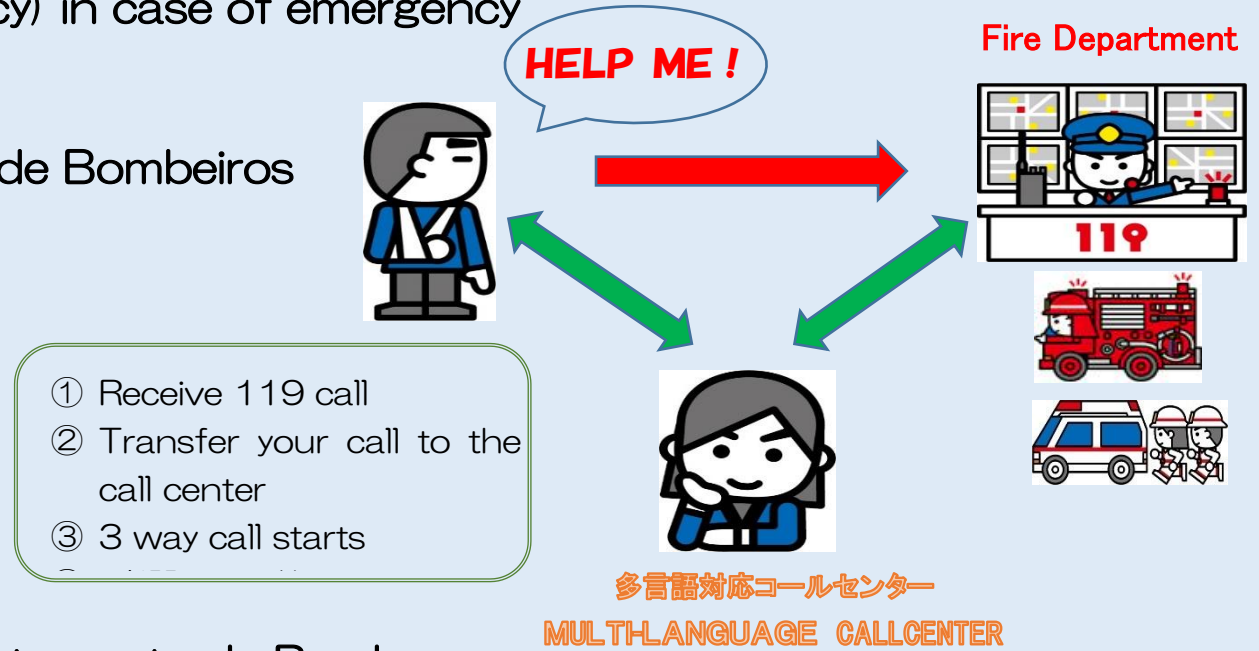 cy) in case of emergency
HELP ME!
Fire Department
de Bombeiros
119
① Receive 119 call
② Transfer your call to the
call center
③ 3 way call starts
多言語対応コールセンター
MULTI-LANGUAGE CALLCENTER